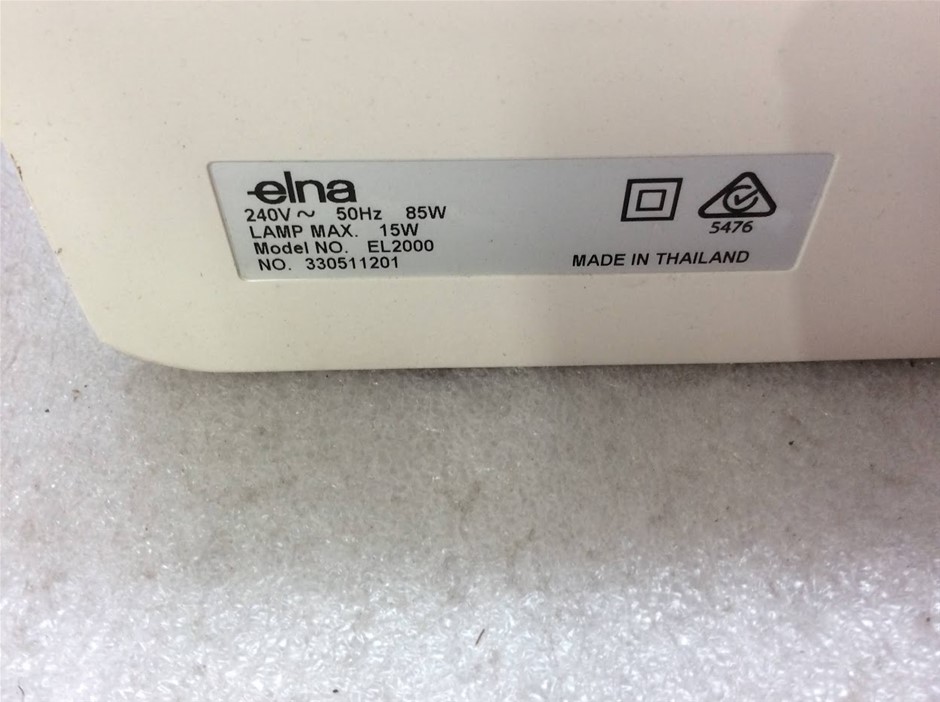 elna
240V ~ 50Hz 85W
LAMP MAX. 15W
Model NO. EL2000
NO. 330511201
5476
MADE IN THAILAND